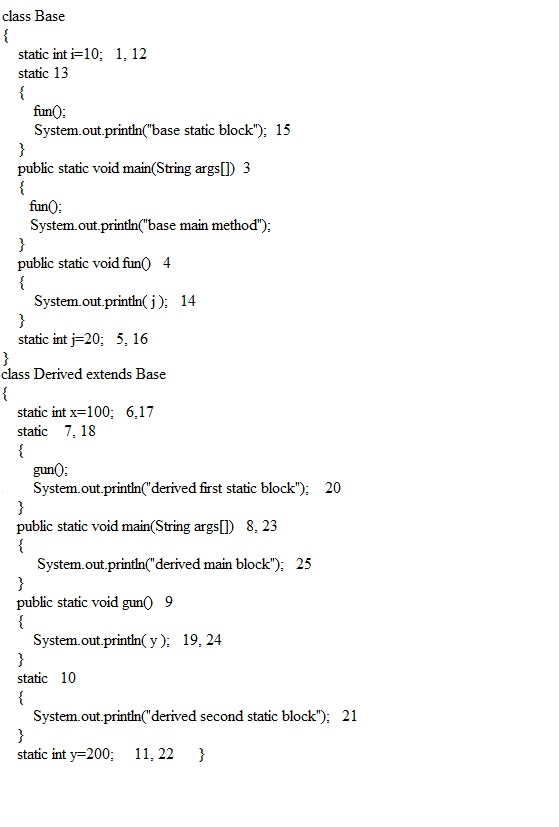 class Base
{
static int i=10; 1, 12
static 13
{
fun();
System.out.println("base static block"); 15
}
public static void main(String args[]) 3
{
fun();
System.out.println("base main method");
}
public static void fun() 4
{
System.out.println( j ); 14
}
static int j=20; 5, 16
}
class Derived extends Base
{
static int x=100; 6,17
static 7, 18
{
gun();
System.out.println("derived first static block"); 20
}
public static void main(String args[]) 8, 23
{
System.out.println("derived main block"); 25
}
public static void gun() 9
{
System.out.println( y ); 19, 24
}
static 10
{
System.out.println("derived second static block"); 21
}
static int y=200; 11, 22 }